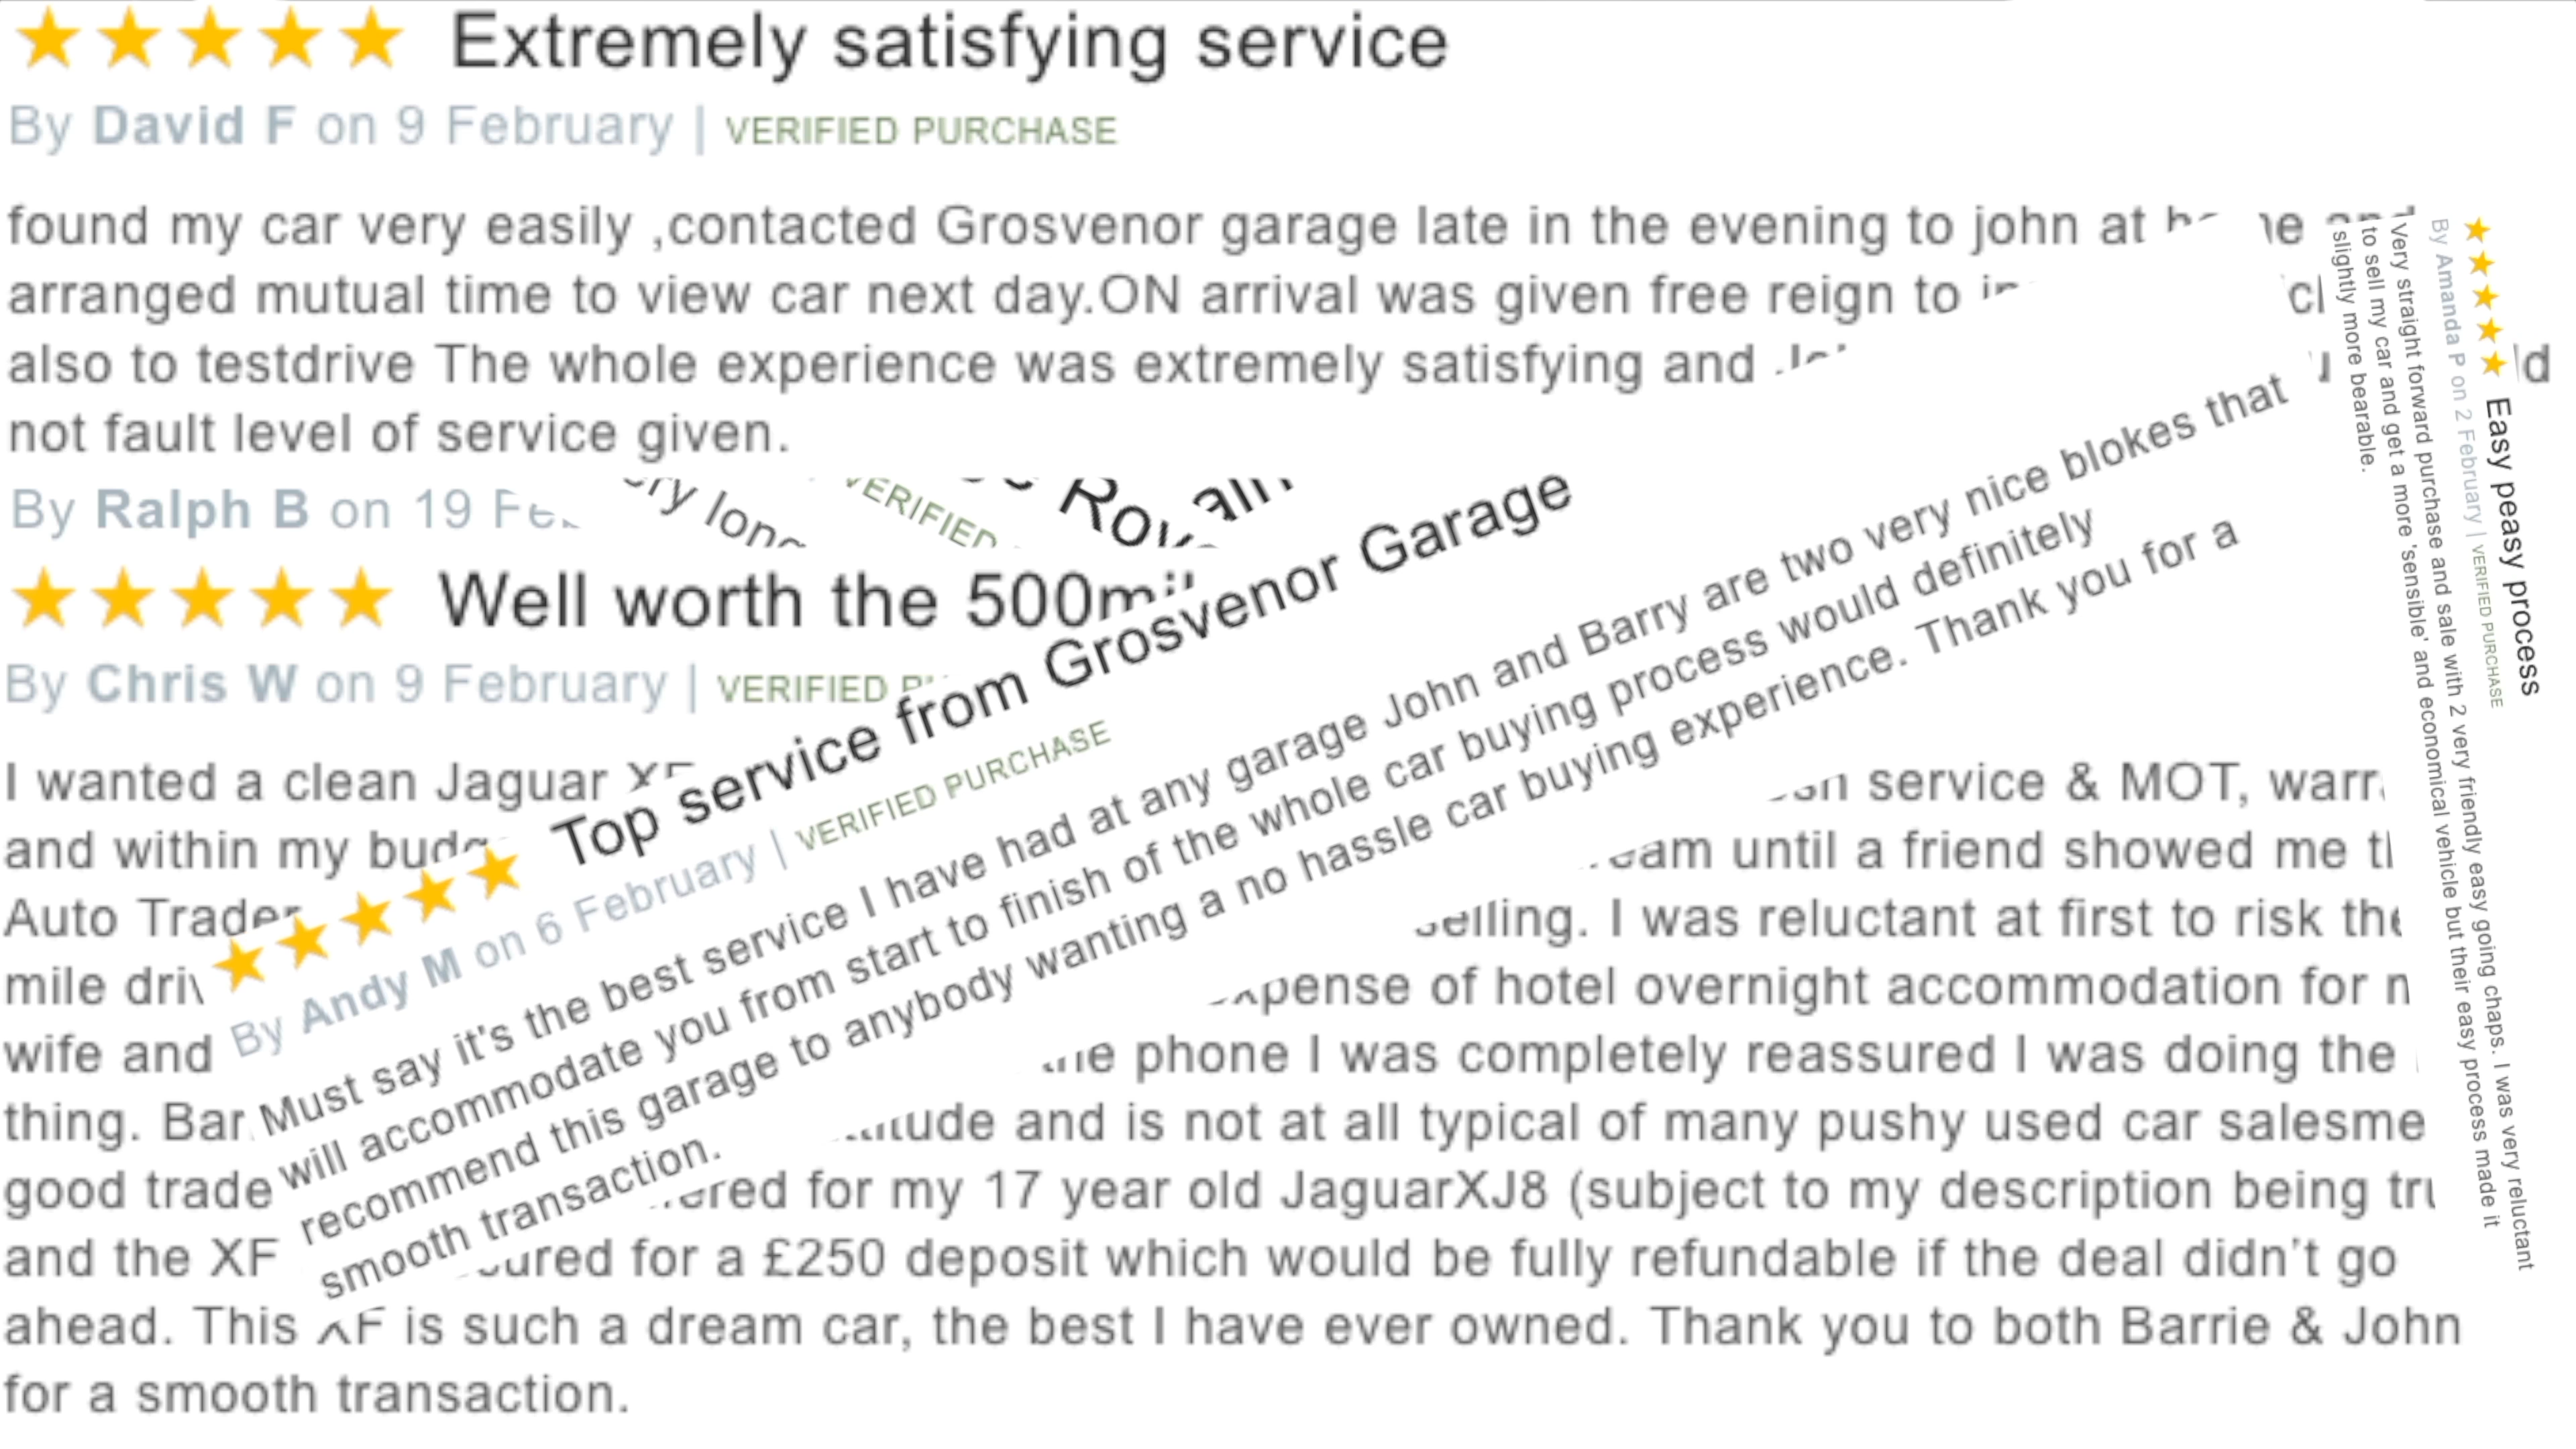 Extremely satisfying service
By David F on 9 February | VERIFIED PURCHASE
found my car very easily ,contacted Grosvenor garage late in the evening to john at
arranged mutual time to view car next day.ON arrival was given free reign to
also to testdrive The whole experience was extremely satisfying and
not fault level of service given.
By Ralph B on 19
VERIFIED
Well worth the
By Chris W on 9 February | VERIFIED
I wanted a clean Jaguar
service & MOT,
and within my
until a friend showed me
Auto Trader
I was reluctant at first to risk the
mile
of hotel overnight accommodation for
wife and
phone I was completely reassured I was doing the
thing.
and is not at all typical of many pushy used car
good trade
for my 17 year old JaguarXJ8 (subject to my description being
and the XF
for a £250 deposit which would be fully refundable if the deal didn't go
ahead. This XF is such a dream car, the best I have ever owned. Thank you to both Barrie & John
for a smooth transaction.
Top service from Grosvenor Garage
By Andy M on 6 February | VERIFIED PURCHASE
Must say it's the best service I have had at any garage John and Barry are two very nice blokes that
will accommodate you from start to finish of the whole car buying process would definitely
recommend this garage to anybody wanting a no hassle car buying experience. Thank you for a
smooth transaction.
Easy peasy process
By Amanda P on 2 February | VERIFIED PURCHASE
Very straight forward purchase and sale with 2 very friendly easy going chaps. I was very reluctant
to sell my car and get a more 'sensible' and economical vehicle but their easy process made it
slightly more bearable.